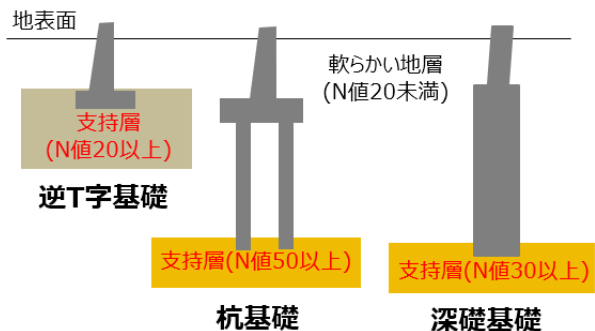 地表面
軟らかい地層
(N値20未満)
支持層
(N値20以上)
逆T字基礎
支持層(N値50以上)
支持層(N値30以上)
杭基礎
深礎基礎